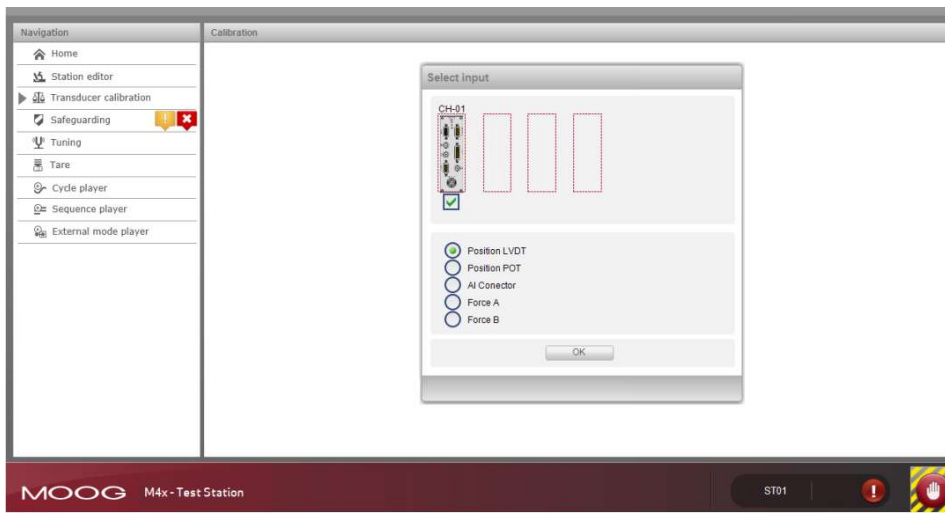 Navigation
Home
Station editor
Transducer calibration
Safeguarding
Tuning
Tare
Cycle player
Sequence player
External mode player
Calibration
Select input
CH-01
Position LVDT
Position POT
AI Conector
Force A
Force B
OK
MOOG M4x-Test Station
ST01